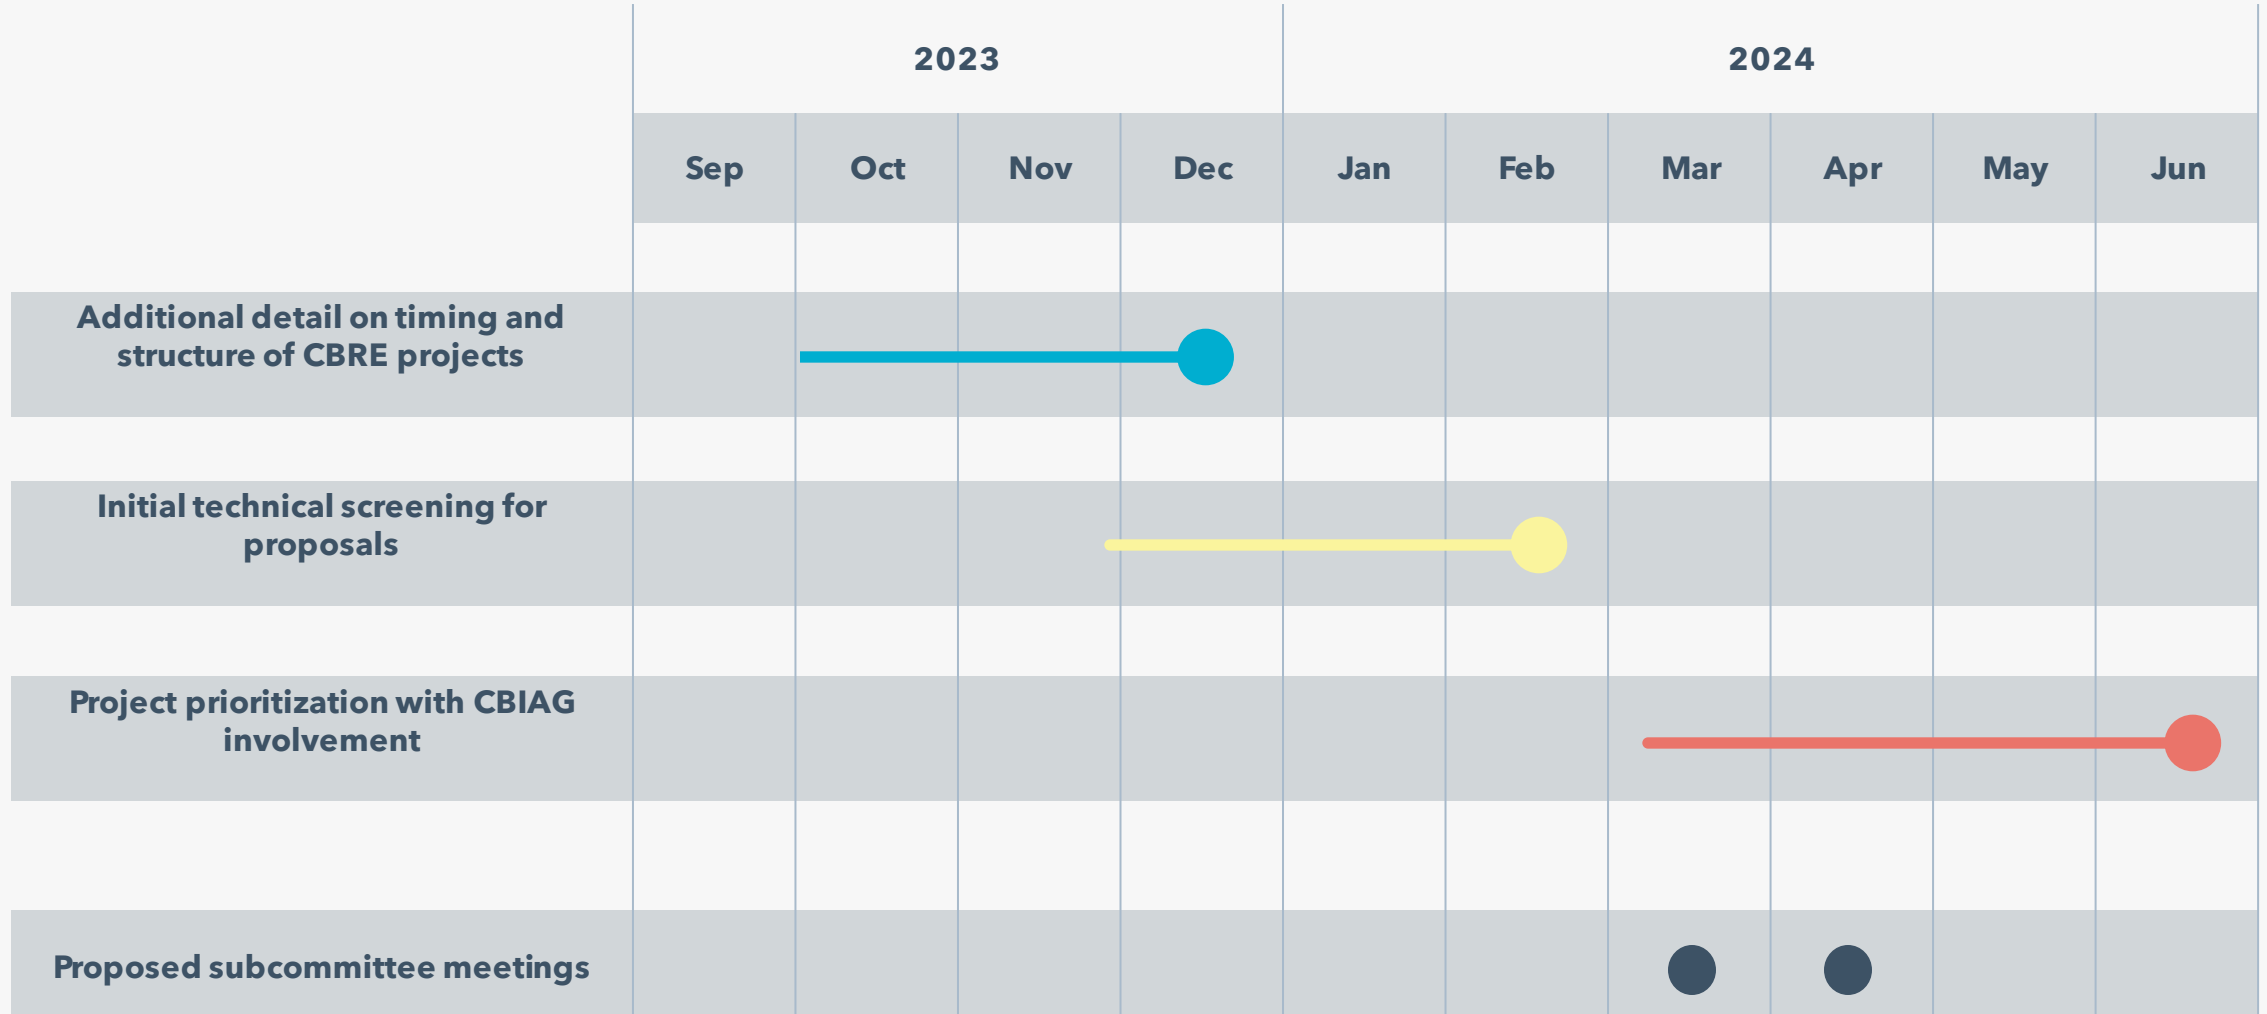 2023
2024
Sep
Oct
Nov
Dec
Jan
Feb
Mar
Apr
May
Jun
Additional detail on timing and
structure of CBRE projects
Initial technical screening for
proposals
Project prioritization with CBIAG
involvement
Proposed subcommittee meetings